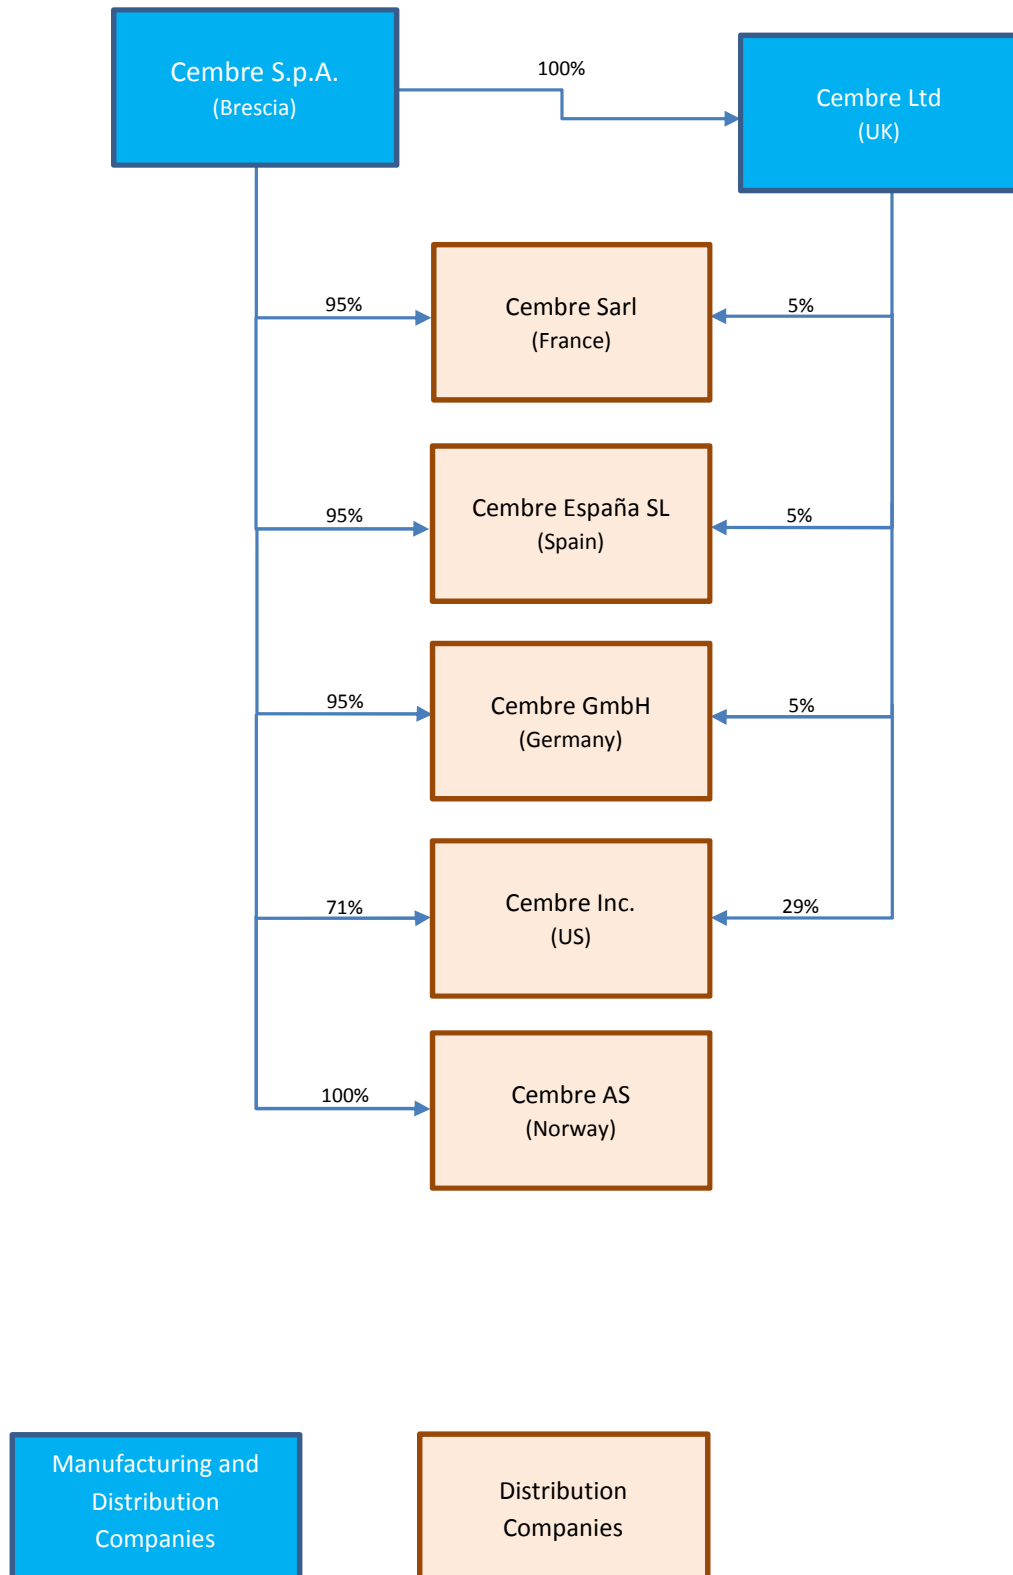 Cembre S.p.A.
(Brescia)
100%
Cembre Ltd
(UK)
95%
Cembre Sarl
(France)
5%
95%
Cembre España SL
(Spain)
5%
95%
Cembre GmbH
(Germany)
5%
71%
Cembre Inc.
(US)
29%
100%
Cembre AS
(Norway)
Manufacturing and
Distribution
Companies
Distribution
Companies